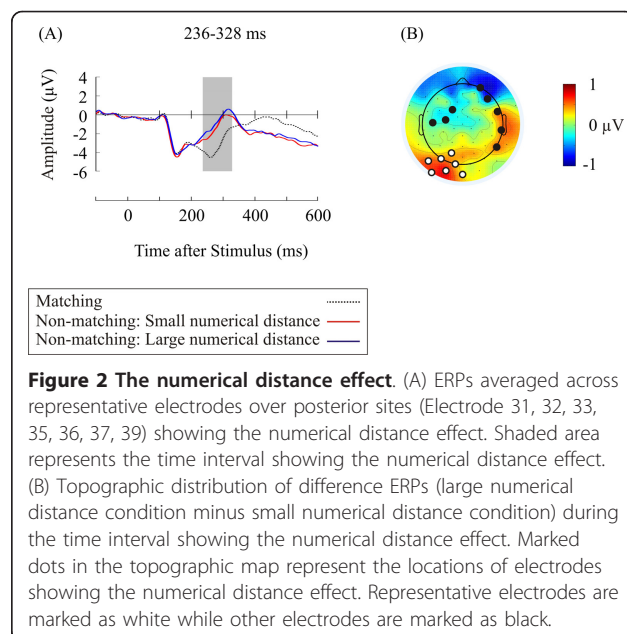 (A) 236-328 ms (B)
Amplitude (µV)
4
2
0
-2
-4
-6
0 200 400 600
Time after Stimulus (ms)
1
0 µV
-1
Matching
Non-matching: Small numerical distance
Non-matching: Large numerical distance
Figure 2 The numerical distance effect. (A) ERPs averaged across
representative electrodes over posterior sites (Electrode 31, 32, 33,
35, 36, 37, 39) showing the numerical distance effect. Shaded area
represents the time interval showing the numerical distance effect.
(B) Topographic distribution of difference ERPs (large numerical
distance condition minus small numerical distance condition) during
the time interval showing the numerical distance effect. Marked
dots in the topographic map represent the locations of electrodes
showing the numerical distance effect. Representative electrodes are
marked as white while other electrodes are marked as black.